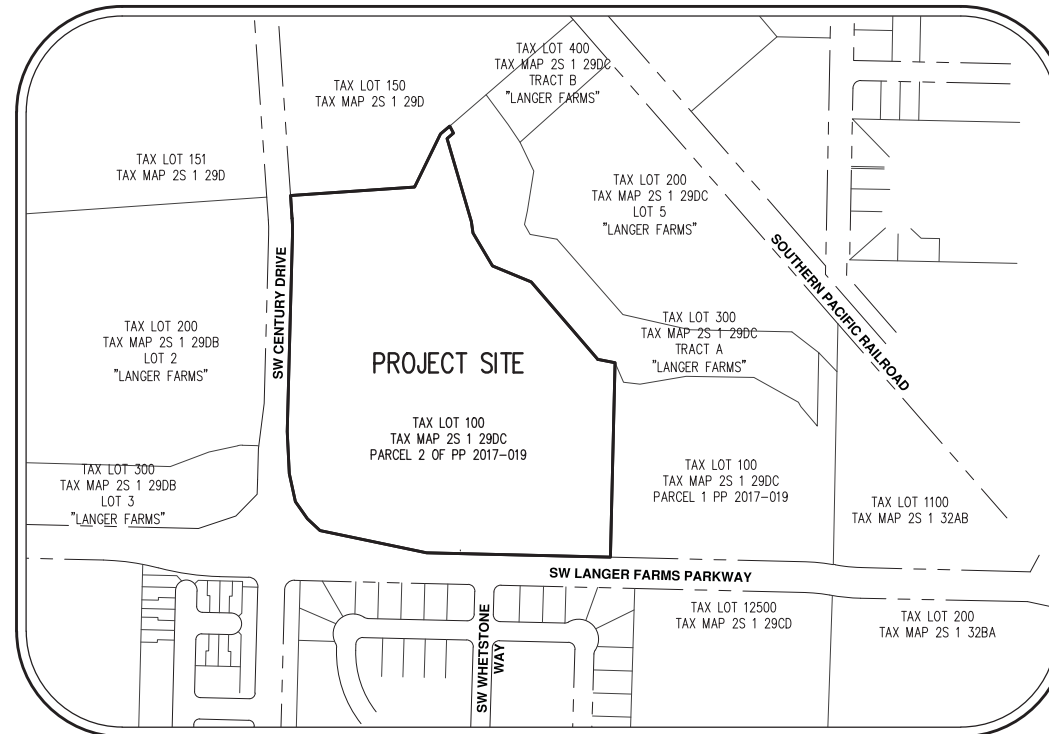 TAX LOT 400
TAX MAP 2S 1 29DC
TRACT B
"LANGER FARMS"
TAX LOT 150
TAX MAP 2S 1 29D
TAX LOT 151
TAX MAP 2S 1 29D
TAX LOT 200
TAX MAP 2S 1 29DC
LOT 5
"LANGER FARMS"
SOUTHERN PACIFIC RAILROAD
SW CENTURY DRIVE
TAX LOT 200
TAX MAP 2S 1 29DB
LOT 2
"LANGER FARMS"
PROJECT SITE
TAX LOT 300
TAX MAP 2S 1 29DC
TRACT A
"LANGER FARMS"
TAX LOT 100
TAX MAP 2S 1 29DC
PARCEL 2 OF PP 2017-019
TAX LOT 300
TAX MAP 2S 1 29DB
LOT 3
"LANGER FARMS"
TAX LOT 100
TAX MAP 2S 1 29DC
PARCEL 1 PP 2017-019
TAX LOT 1100
TAX MAP 2S 1 32AB
SW LANGER FARMS PARKWAY
SW WHETSTONE
WAY
TAX LOT 12500
TAX MAP 2S 1 29CD
TAX LOT 200
TAX MAP 2S 1 32BA